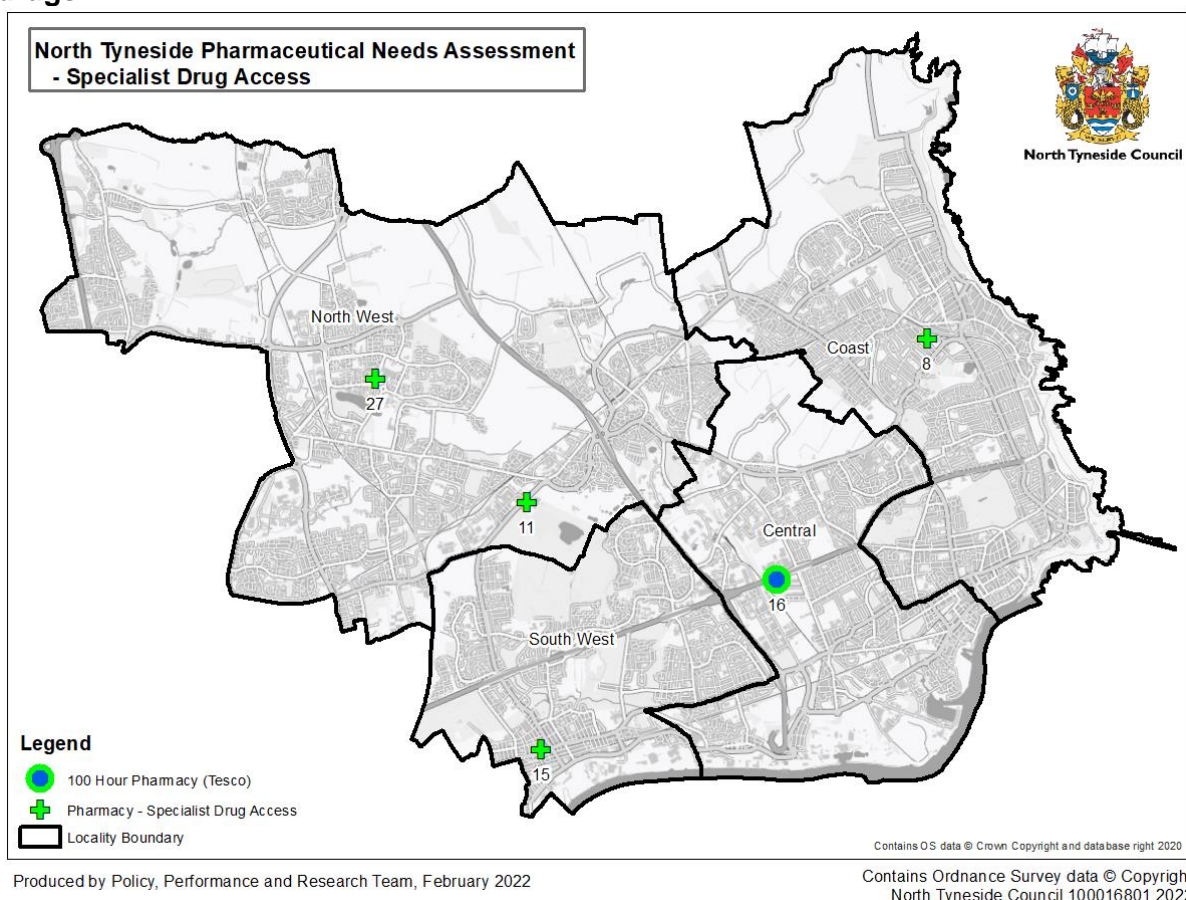 North Tyneside Pharmaceutical Needs Assessment
- Specialist Drug Access
North Tyneside Council
North West
27
Coast
8
11
Central
16
South West
15
Legend
100 Hour Pharmacy (Tesco)
Pharmacy - Specialist Drug Access
Locality Boundary
Contains OS data © Crown Copyright and database right 2020
Produced by Policy, Performance and Research Team, February 2022
Contains Ordnance Survey data © Copyrigh
North Tyneside Council 100016801 202